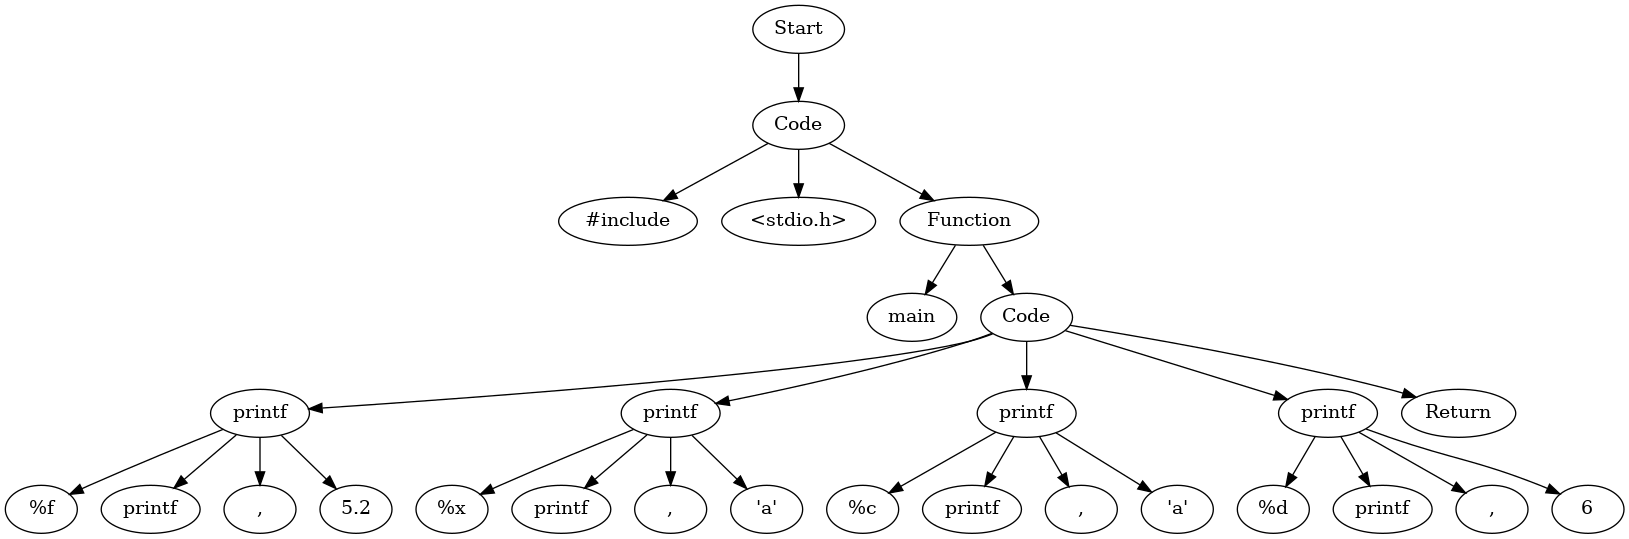 Start
Code
#include <stdio.h> Function
main Code
printf printf printf printf Return
%f printf , 5.2 %x printf , 'a' %c printf , 'a' %d printf , 6